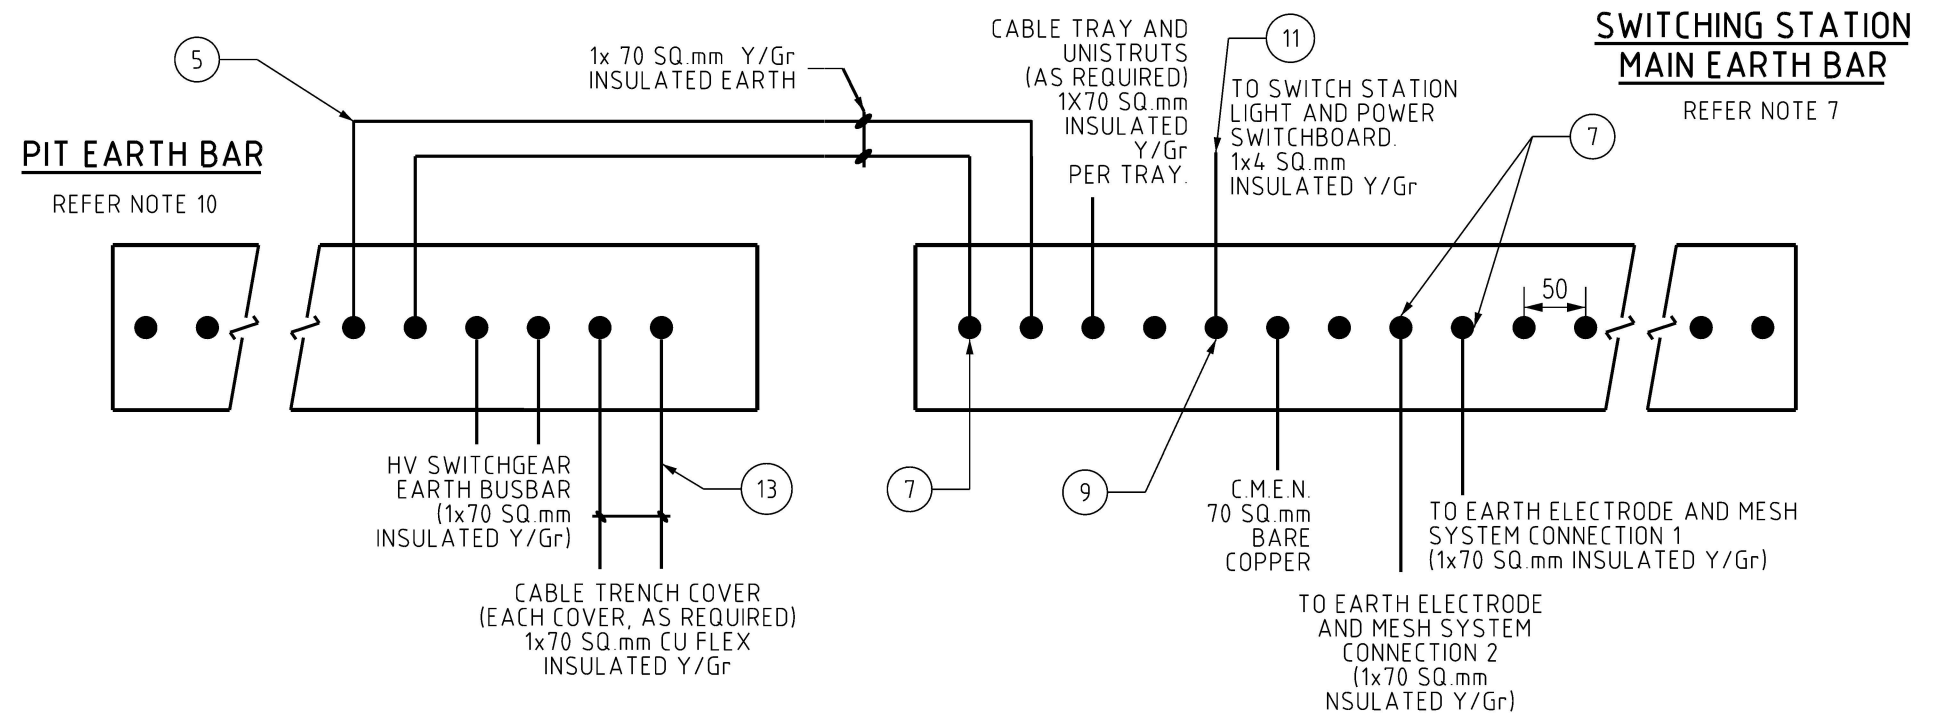 SWITCHING STATION
MAIN EARTH BAR
REFER NOTE 7
PIT EARTH BAR
REFER NOTE 10
5
1x 70 SQ.mm Y/Gr
INSULATED EARTH
CABLE TRAY AND
UNISTRUTS
(AS REQUIRED)
1X70 SQ.mm
INSULATED
Y/Gr
PER TRAY.
11
TO SWITCH STATION
LIGHT AND POWER
SWITCHBOARD.
1x4 SQ.mm
INSULATED Y/Gr
7
50
HV SWITCHGEAR
EARTH BUSBAR
(1x70 SQ.mm
INSULATED Y/Gr)
13
CABLE TRENCH COVER
(EACH COVER, AS REQUIRED)
1x70 SQ.mm CU FLEX
INSULATED Y/Gr
7
9
C.M.E.N.
70 SQ.mm
BARE
COPPER
TO EARTH ELECTRODE AND MESH
SYSTEM CONNECTION 1
(1x70 SQ.mm INSULATED Y/Gr)
TO EARTH ELECTRODE
AND MESH SYSTEM
CONNECTION 2
(1x70 SQ.mm
NSULATED Y/Gr)